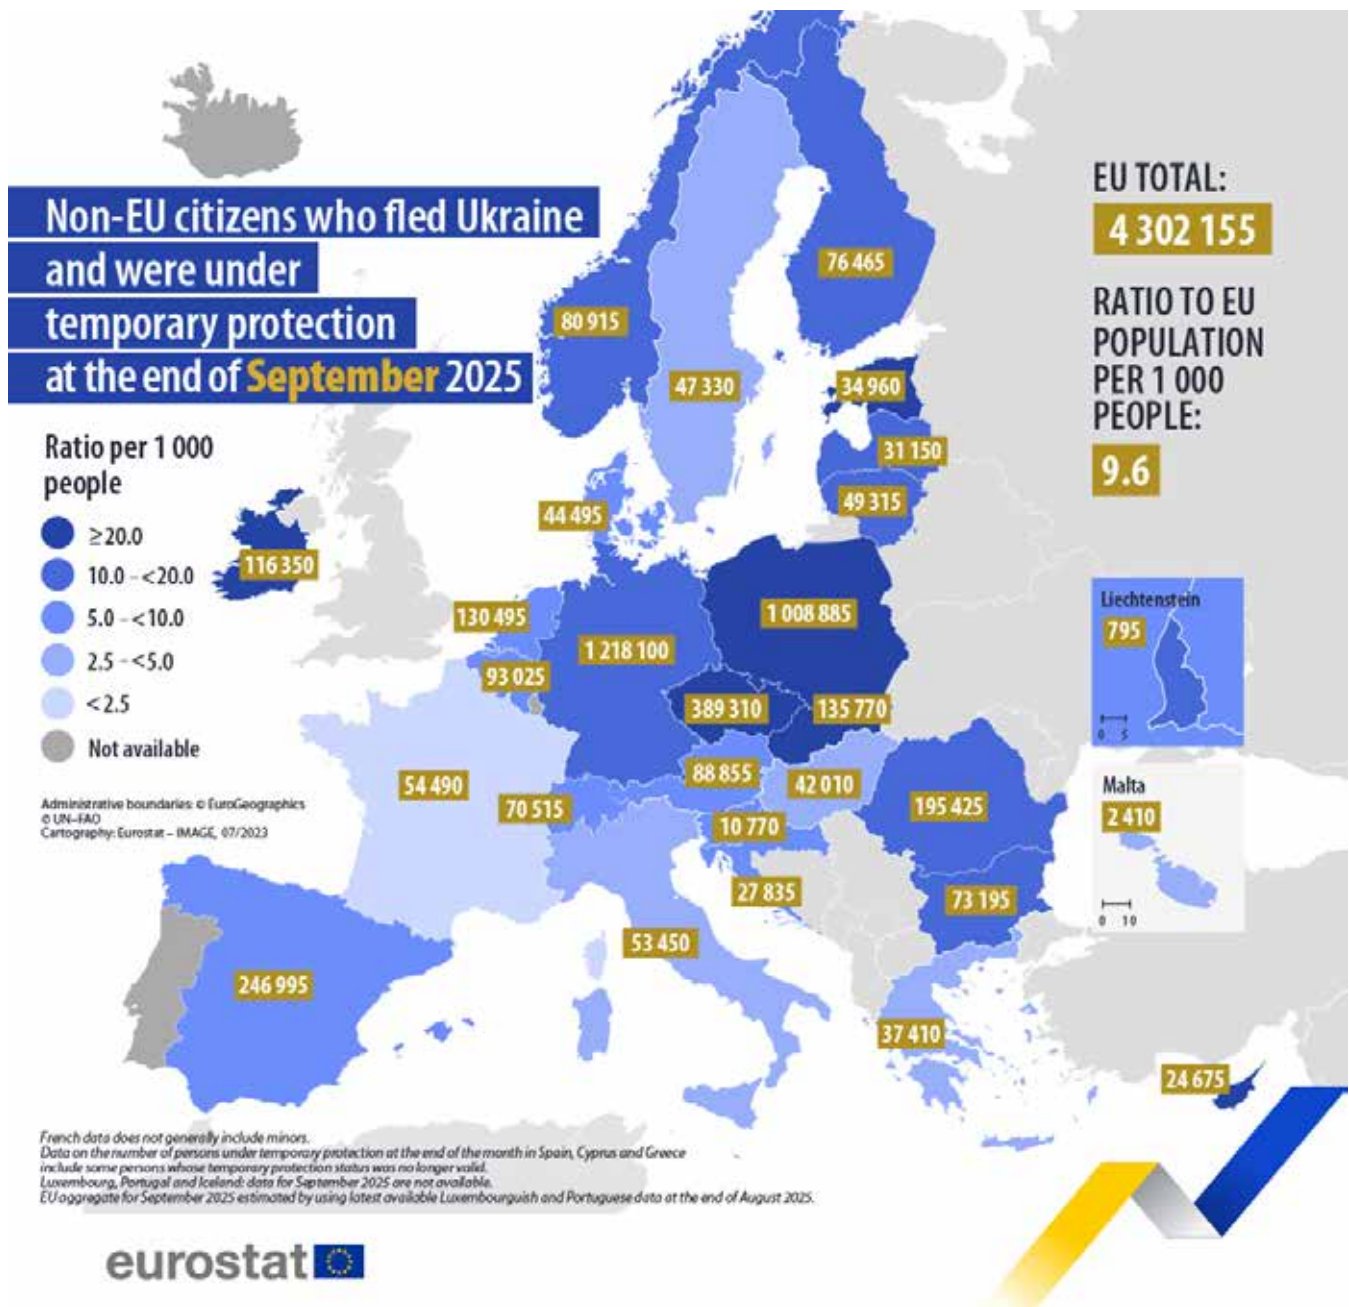 Non-EU citizens who fled Ukraine
and were under
temporary protection
at the end of September 2025
EU TOTAL:
4 302 155
RATIO TO EU
POPULATION
PER 1 000
PEOPLE:
9.6
Ratio per 1 000
people
≥20.0
10.0 – <20.0
5.0 – <10.0
2.5 – <5.0
<2.5
Not available
Administrative boundaries: © EuroGeographics
© UN–FAO
Cartography: Eurostat – IMAGE, 07/2023
76 465
80 915
47 330
34 960
31 150
49 315
44 495
116 350
130 495
1 008 885
1 218 100
93 025
389 310
135 770
88 855
42 010
54 490
70 515
195 425
10 770
27 835
73 195
53 450
246 995
37 410
24 675
Liechtenstein
795
0 5
Malta
2 410
0 10
French data does not generally include minors.
Data on the number of persons under temporary protection at the end of the month in Spain, Cyprus and Greece
include some persons whose temporary protection status was no longer valid.
Luxembourg, Portugal and Iceland: data for September 2025 are not available.
EU aggregate for September 2025 estimated by using latest available Luxembourguish and Portuguese data at the end of August 2025.
eurostat